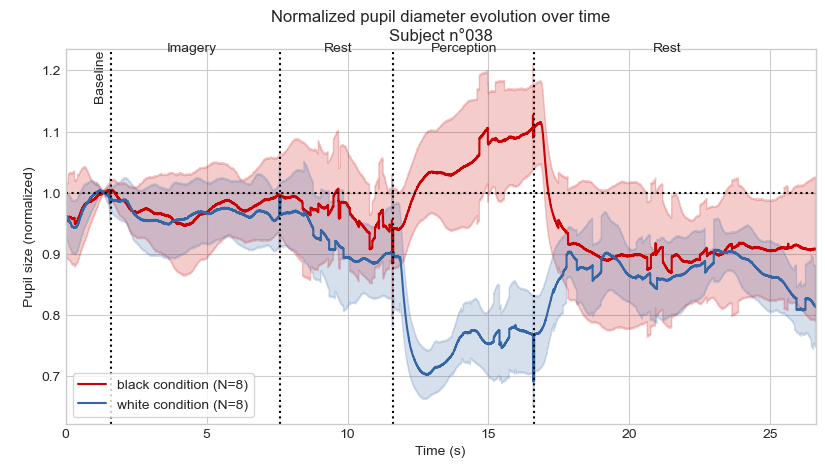 Normalized pupil diameter evolution over time
Subject n°038
Baseline
Imagery
Rest
Perception
Rest
Pupil size (normalized)
1.2
1.1
1.0
0.9
0.8
0.7
black condition (N=8)
white condition (N=8)
0
5
10
15
20
25
Time (s)